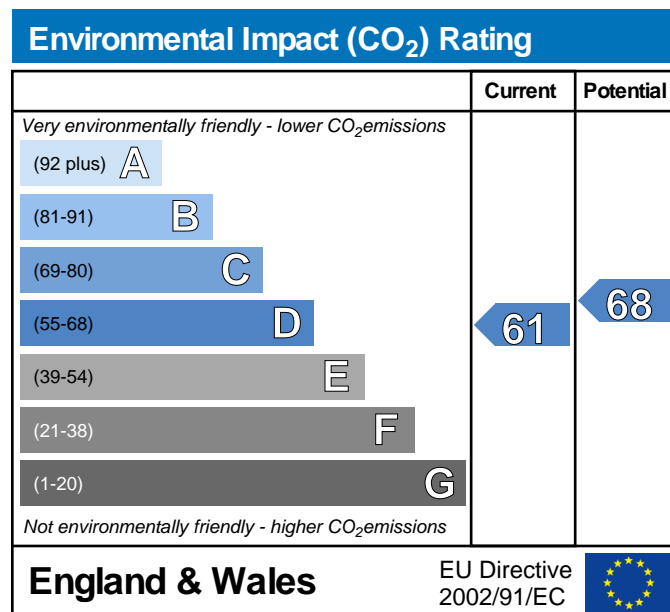 Environmental Impact (CO₂) Rating
Current Potential
Very environmentally friendly - lower CO₂emissions
(92 plus) A
(81-91) B
(69-80) C
(55-68) D
61 68
(39-54) E
(21-38) F
(1-20) G
Not environmentally friendly - higher CO₂emissions
England & Wales
EU Directive
2002/91/EC